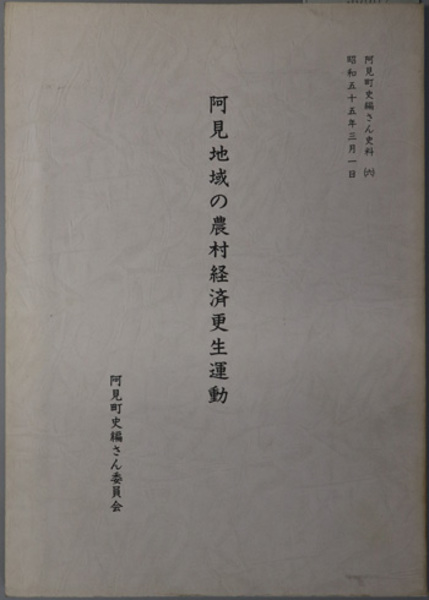 阿見町史編さん史料 ㈥
昭和五十五年三月一日
阿見地域の農村経済更生運動
阿見町史編さん委員会